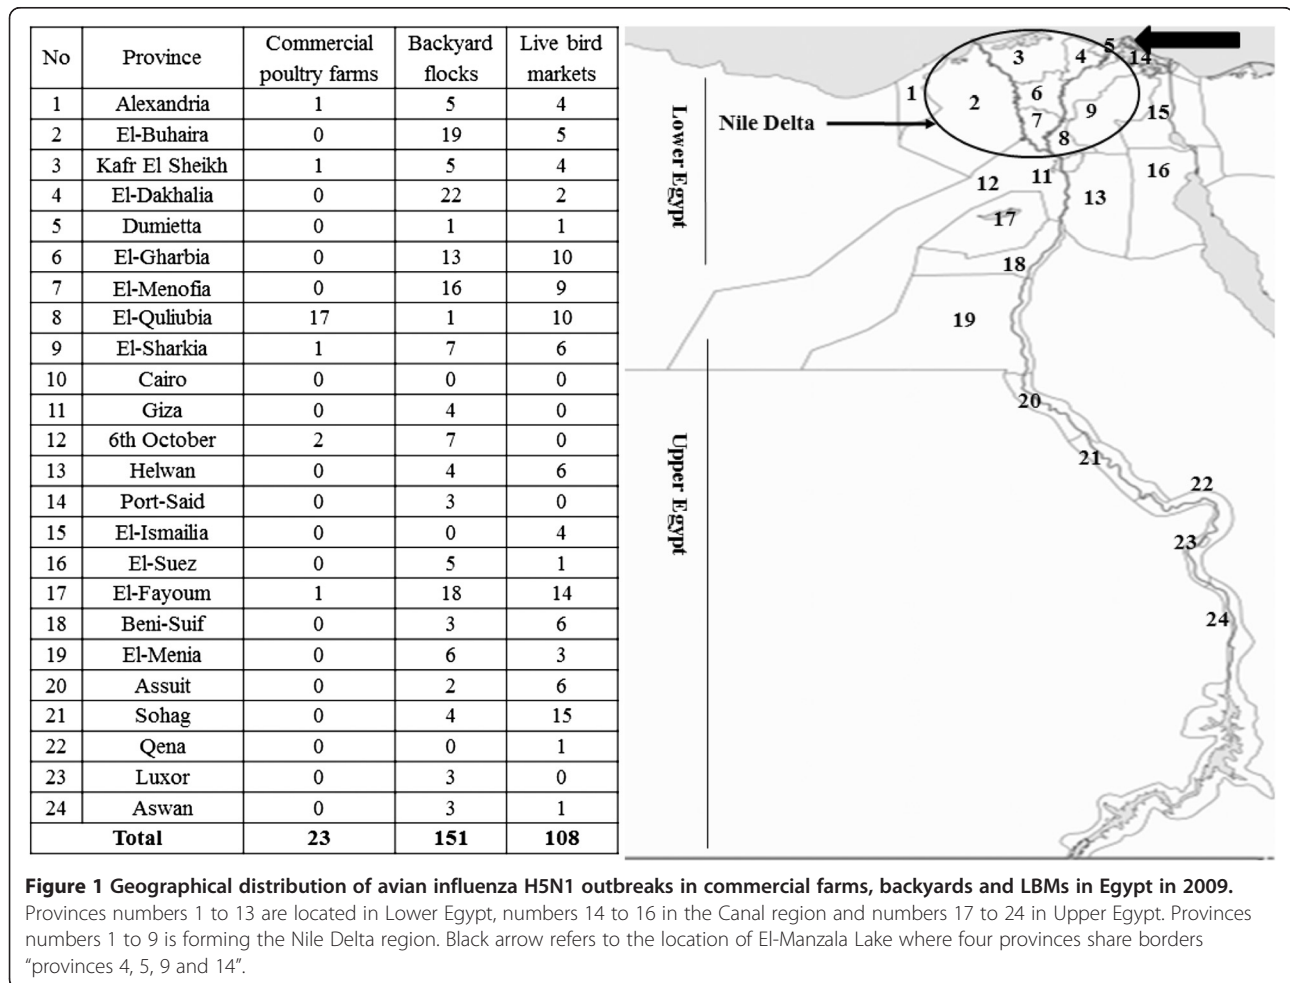 No Province Commercial poultry farms Backyard flocks Live bird markets
1 Alexandria 1 5 4
2 El-Buhaira 0 19 5
3 Kafr El Sheikh 1 5 4
4 El-Dakhalia 0 22 2
5 Dumietta 0 1 1
6 El-Gharbia 0 13 10
7 El-Menofia 0 16 9
8 El-Quliubia 17 1 10
9 El-Sharkia 1 7 6
10 Cairo 0 0 0
11 Giza 0 4 0
12 6th October 2 7 0
13 Helwan 0 4 6
14 Port-Said 0 3 0
15 El-Ismailia 0 0 4
16 El-Suez 0 5 1
17 El-Fayoum 1 18 14
18 Beni-Suif 0 3 6
19 El-Menia 0 6 3
20 Assuit 0 2 6
21 Sohag 0 4 15
22 Qena 0 0 1
23 Luxor 0 3 0
24 Aswan 0 3 1
Total 23 151 108
Lower Egypt
Upper Egypt
Nile Delta
1
2
3
4
5
14
6
7
8
9
15
16
11
12
13
17
18
19
20
21
22
23
24
Figure 1 Geographical distribution of avian influenza H5N1 outbreaks in commercial farms, backyards and LBMs in Egypt in 2009.
Provinces numbers 1 to 13 are located in Lower Egypt, numbers 14 to 16 in the Canal region and numbers 17 to 24 in Upper Egypt. Provinces
numbers 1 to 9 is forming the Nile Delta region. Black arrow refers to the location of El-Manzala Lake where four provinces share borders
“provinces 4, 5, 9 and 14”.